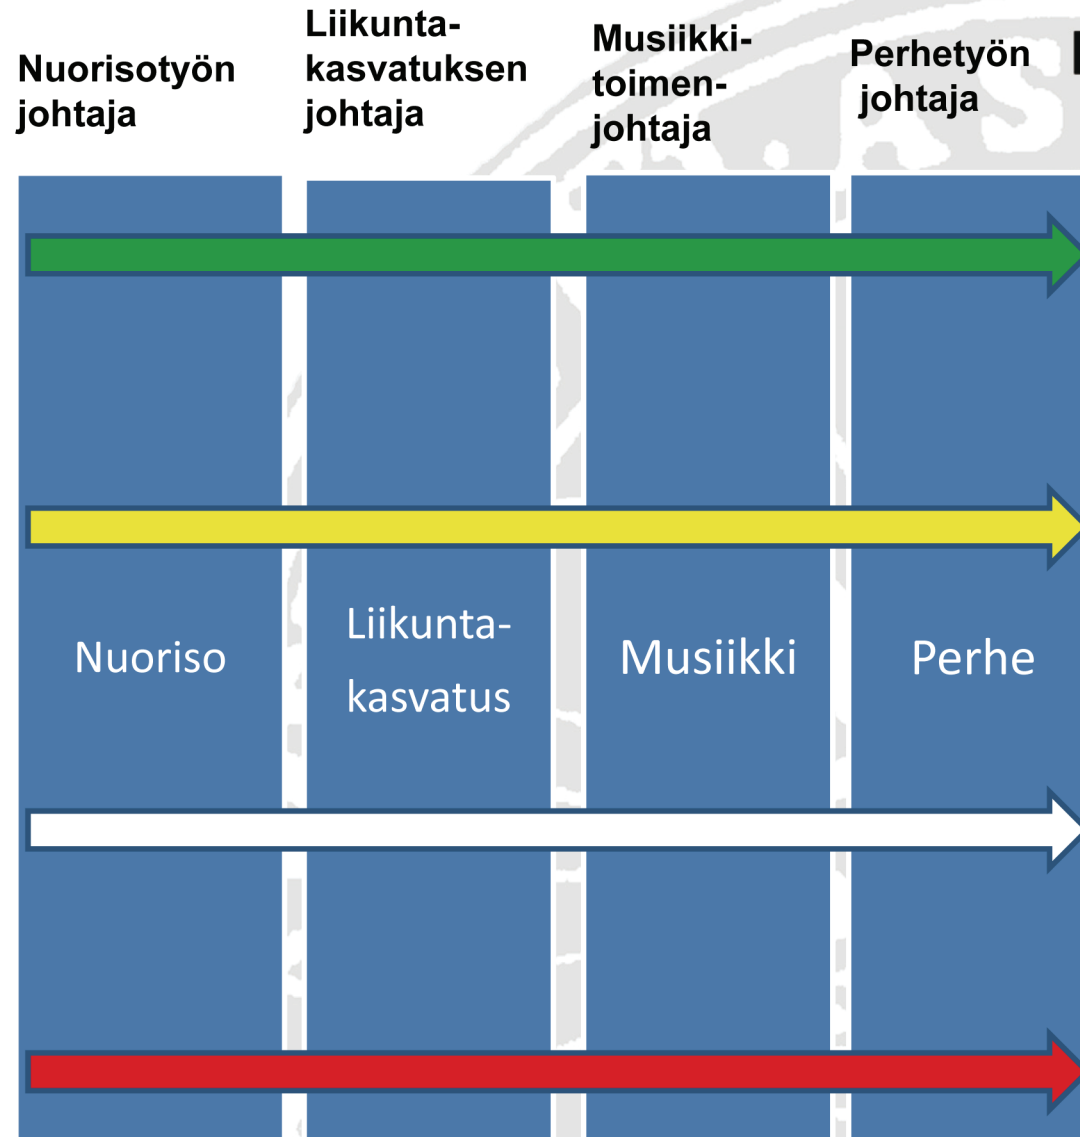 Nuorisotyön
johtaja
Liikunta-
kasvatuksen
johtaja
Musiikki-
toimen-
johtaja
Perhetyön
johtaja
Nuoriso
Liikunta-
kasvatus
Musiikki
Perhe